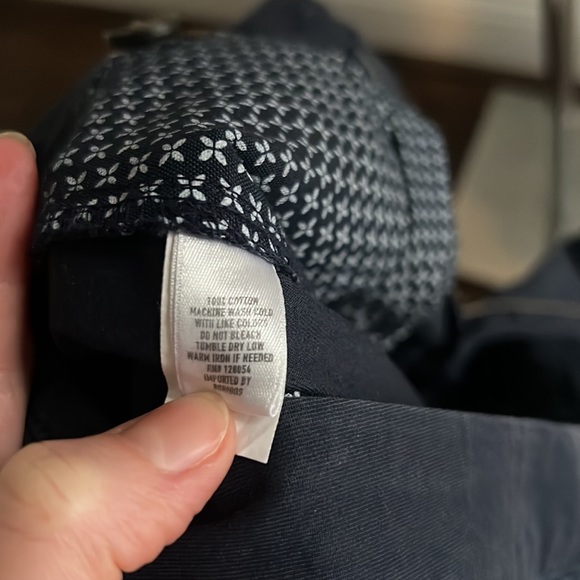 100% COTTON
MACHINE WASH COLD
WITH LIKE COLORS
DO NOT BLEACH
TUMBLE DRY LOW
WARM IRON IF NEEDED
RN# 128054
IMPORTED BY
BONOBOS